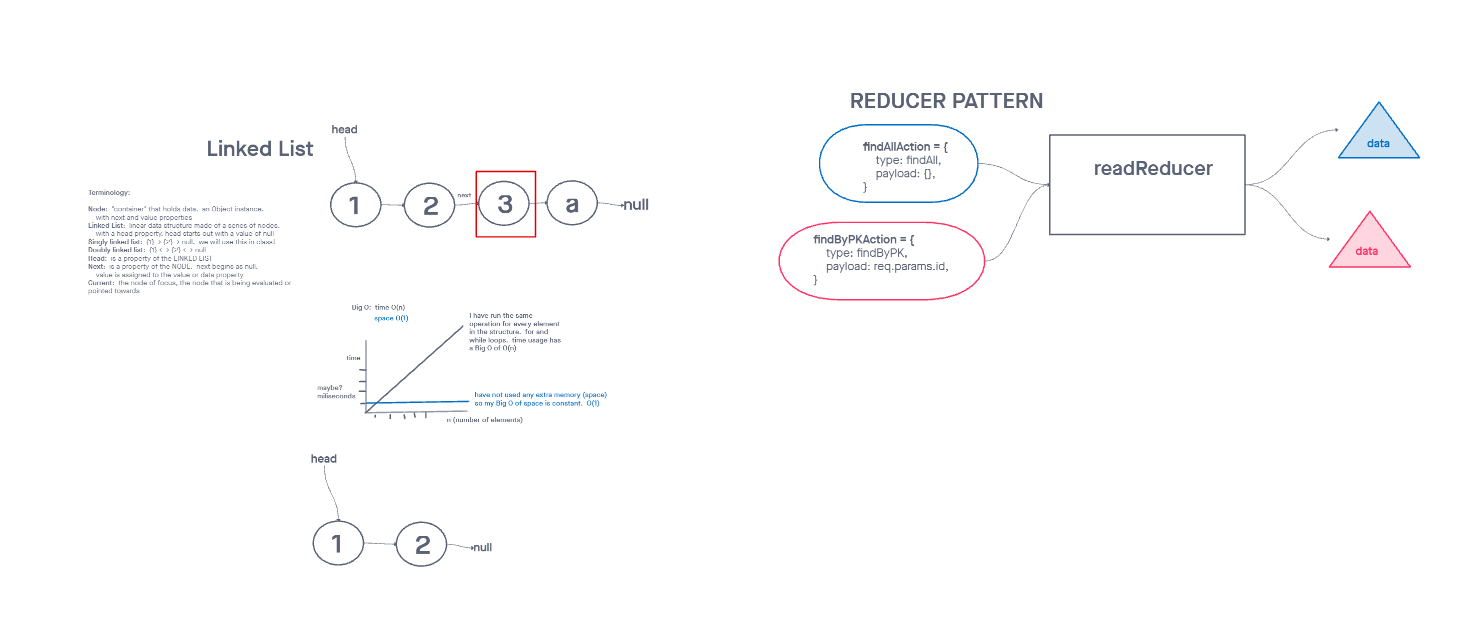 Linked List
head
1
2
next
3
a
null
Terminology:
Node: "container" that holds data. an Object instance.
with next and value properties
Linked List: linear data structure made of a series of nodes.
with a head property. head starts out with a value of null
Singly linked list: {1} -> {2} -> null. we will use this in class!
Doubly linked list: {1} < -> {2} < -> null
Head: is a property of the LINKED LIST
Next: is a property of the NODE. next begins as null.
value is assigned to the value or data property
Current: the node of focus, the node that is being evaluated or
pointed towards
Big O: time O(n)
space O(1)
I have run the same
operation for every element
in the structure. for and
while loops. time usage has
a Big O of O(n)
time
maybe?
miliseconds
have not used any extra memory (space)
so my Big O of space is constant. O(1)
n (number of elements)
head
1
2
null
REDUCER PATTERN
findAllAction = {
type: findAll,
payload: {},
}
findByPKAction = {
type: findByPK,
payload: req.params.id,
}
readReducer
data
data